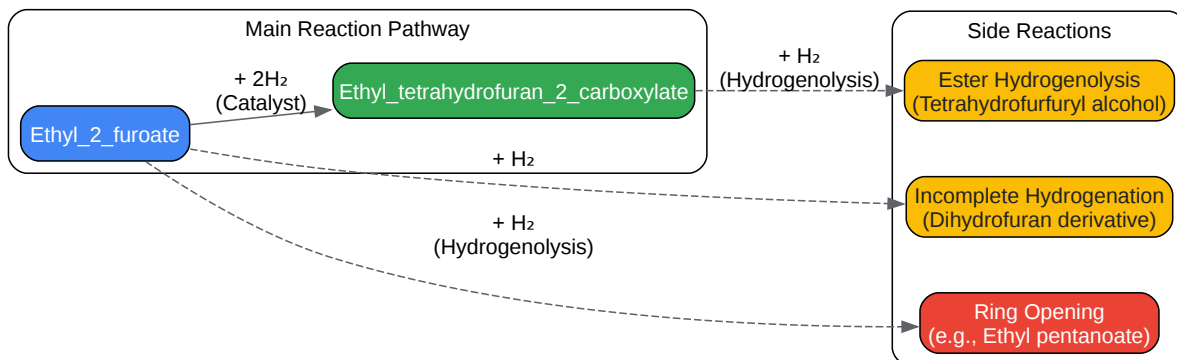 Main Reaction Pathway
Ethyl_2_furoate
+ 2H₂
(Catalyst)
Ethyl_tetrahydrofuran_2_carboxylate
+ H₂
(Hydrogenolysis)
+ H₂
+ H₂
(Hydrogenolysis)
Side Reactions
Ester Hydrogenolysis
(Tetrahydrofurfuryl alcohol)
Incomplete Hydrogenation
(Dihydrofuran derivative)
Ring Opening
(e.g., Ethyl pentanoate)